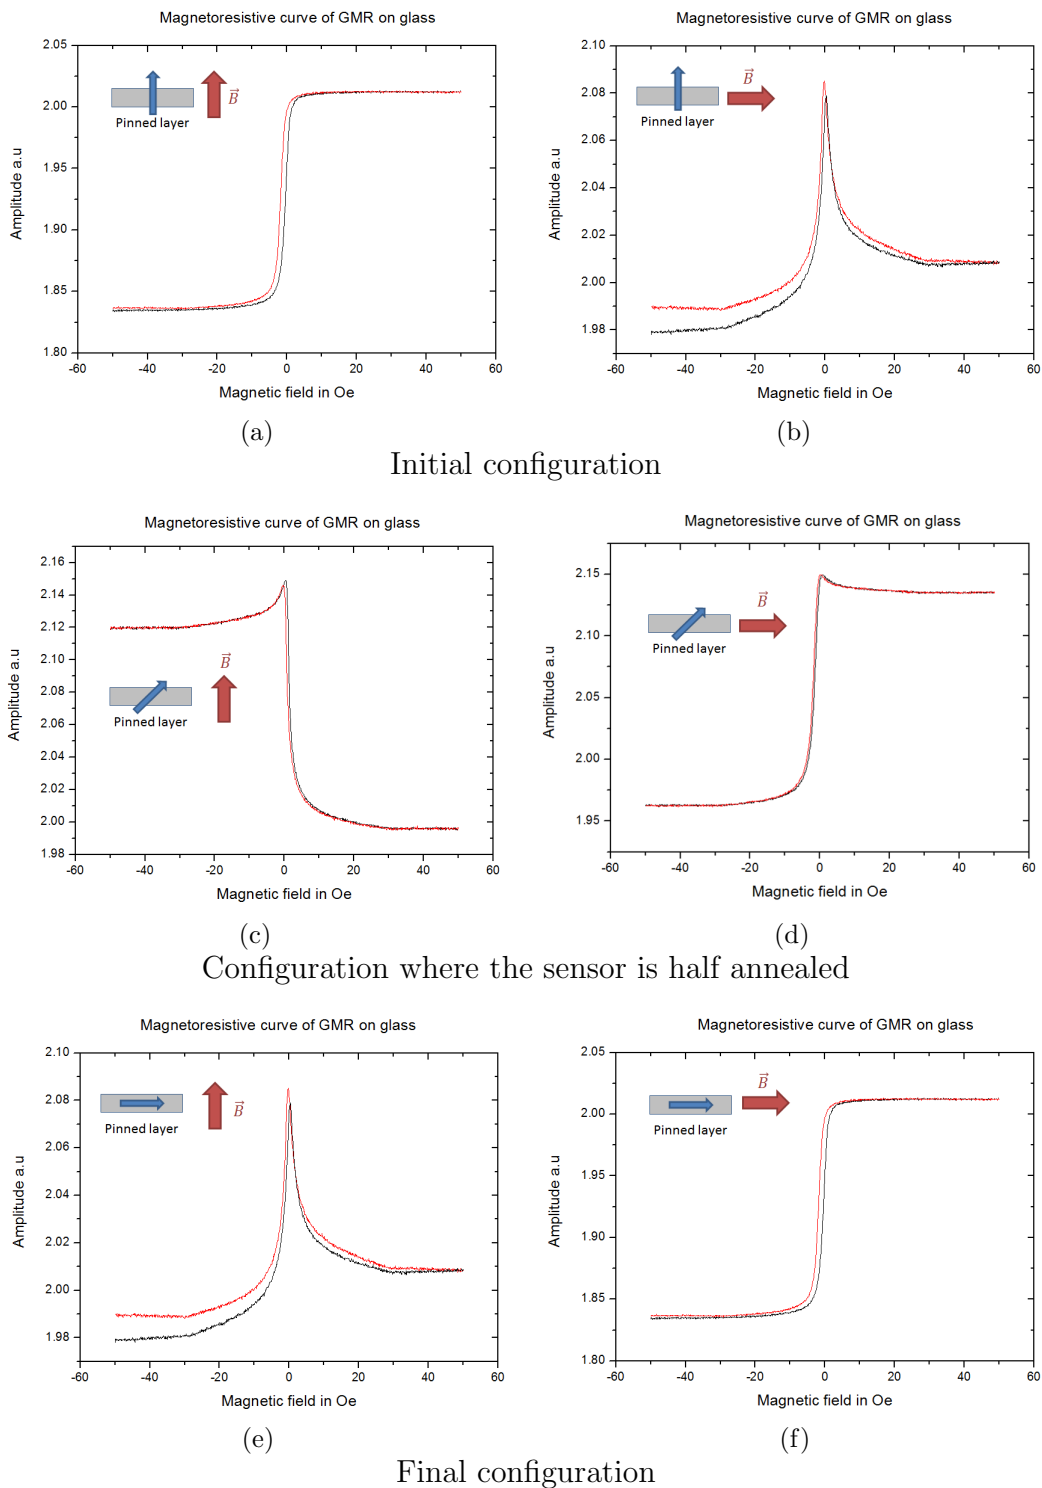 Magnetoresistive curve of GMR on glass
2.05
2.00
1.95
1.90
1.85
1.80
Amplitude a.u
B
Pinned layer
-60 -40 -20 0 20 40 60
Magnetic field in Oe
(a)
Magnetoresistive curve of GMR on glass
2.10
2.08
2.06
2.04
2.02
2.00
1.98
Amplitude a.u
B
Pinned layer
-60 -40 -20 0 20 40 60
Magnetic field in Oe
(b)
Initial configuration
Magnetoresistive curve of GMR on glass
2.16
2.14
2.12
2.10
2.08
2.06
2.04
2.02
2.00
1.98
Amplitude a.u
B
Pinned layer
-60 -40 -20 0 20 40 60
Magnetic field in Oe
(c)
Magnetoresistive curve of GMR on glass
2.15
2.10
2.05
2.00
1.95
Amplitude a.u
B
Pinned layer
-60 -40 -20 0 20 40 60
Magnetic field in Oe
(d)
Configuration where the sensor is half annealed
Magnetoresistive curve of GMR on glass
2.10
2.08
2.06
2.04
2.02
2.00
1.98
Amplitude a.u
B
Pinned layer
-60 -40 -20 0 20 40 60
Magnetic field in Oe
(e)
Magnetoresistive curve of GMR on glass
2.05
2.00
1.95
1.90
1.85
1.80
Amplitude a.u
B
Pinned layer
-60 -40 -20 0 20 40 60
Magnetic field in Oe
(f)
Final configuration